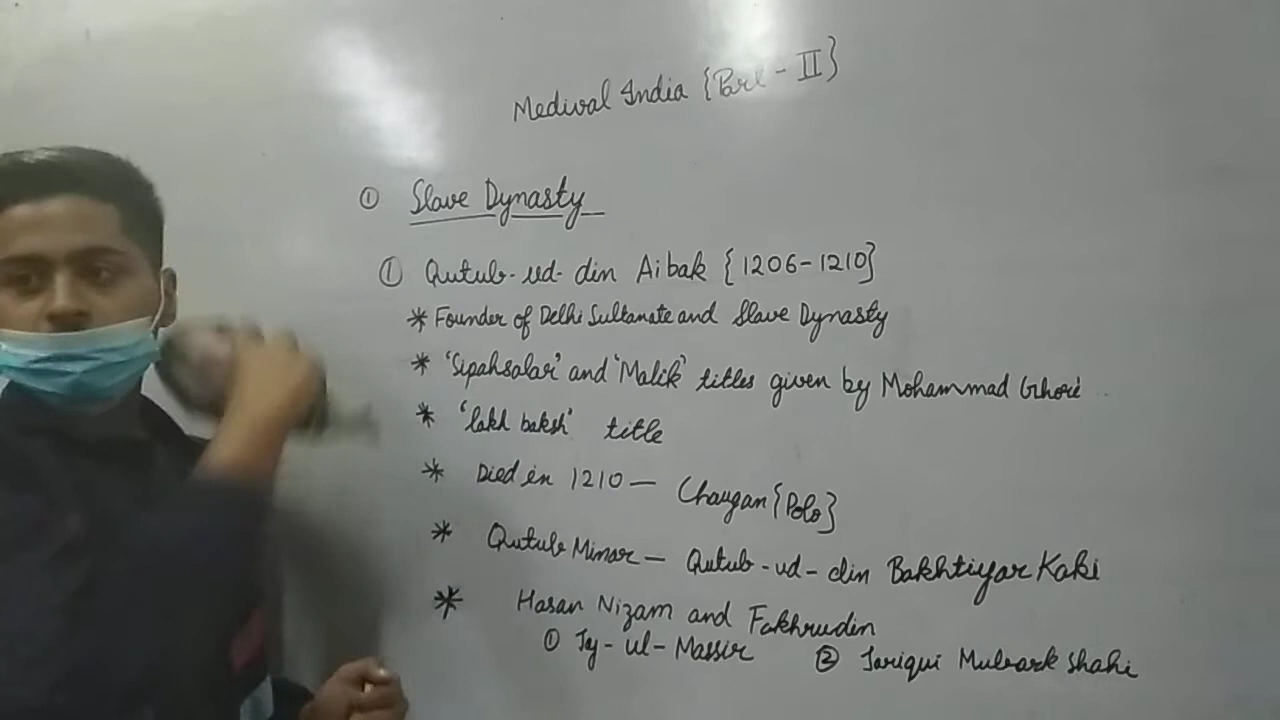 Medival India {Part - II}
① Slave Dynasty
① Qutub-ud-din Aibak {1206-1210}
* Founder of Delhi Sultanate and Slave Dynasty
* 'Sipahsalar' and 'Malik' titles given by Mohammad Ghori
* 'lakh baksh' title
* Died in 1210 — Chaugan {Polo}
* Qutub Minar — Qutub-ud-din Bakhtiyar Kaki
* Hasan Nizam and Fakhrudin
① Taj-ul-Massir ② Tariqui Mubark Shahi